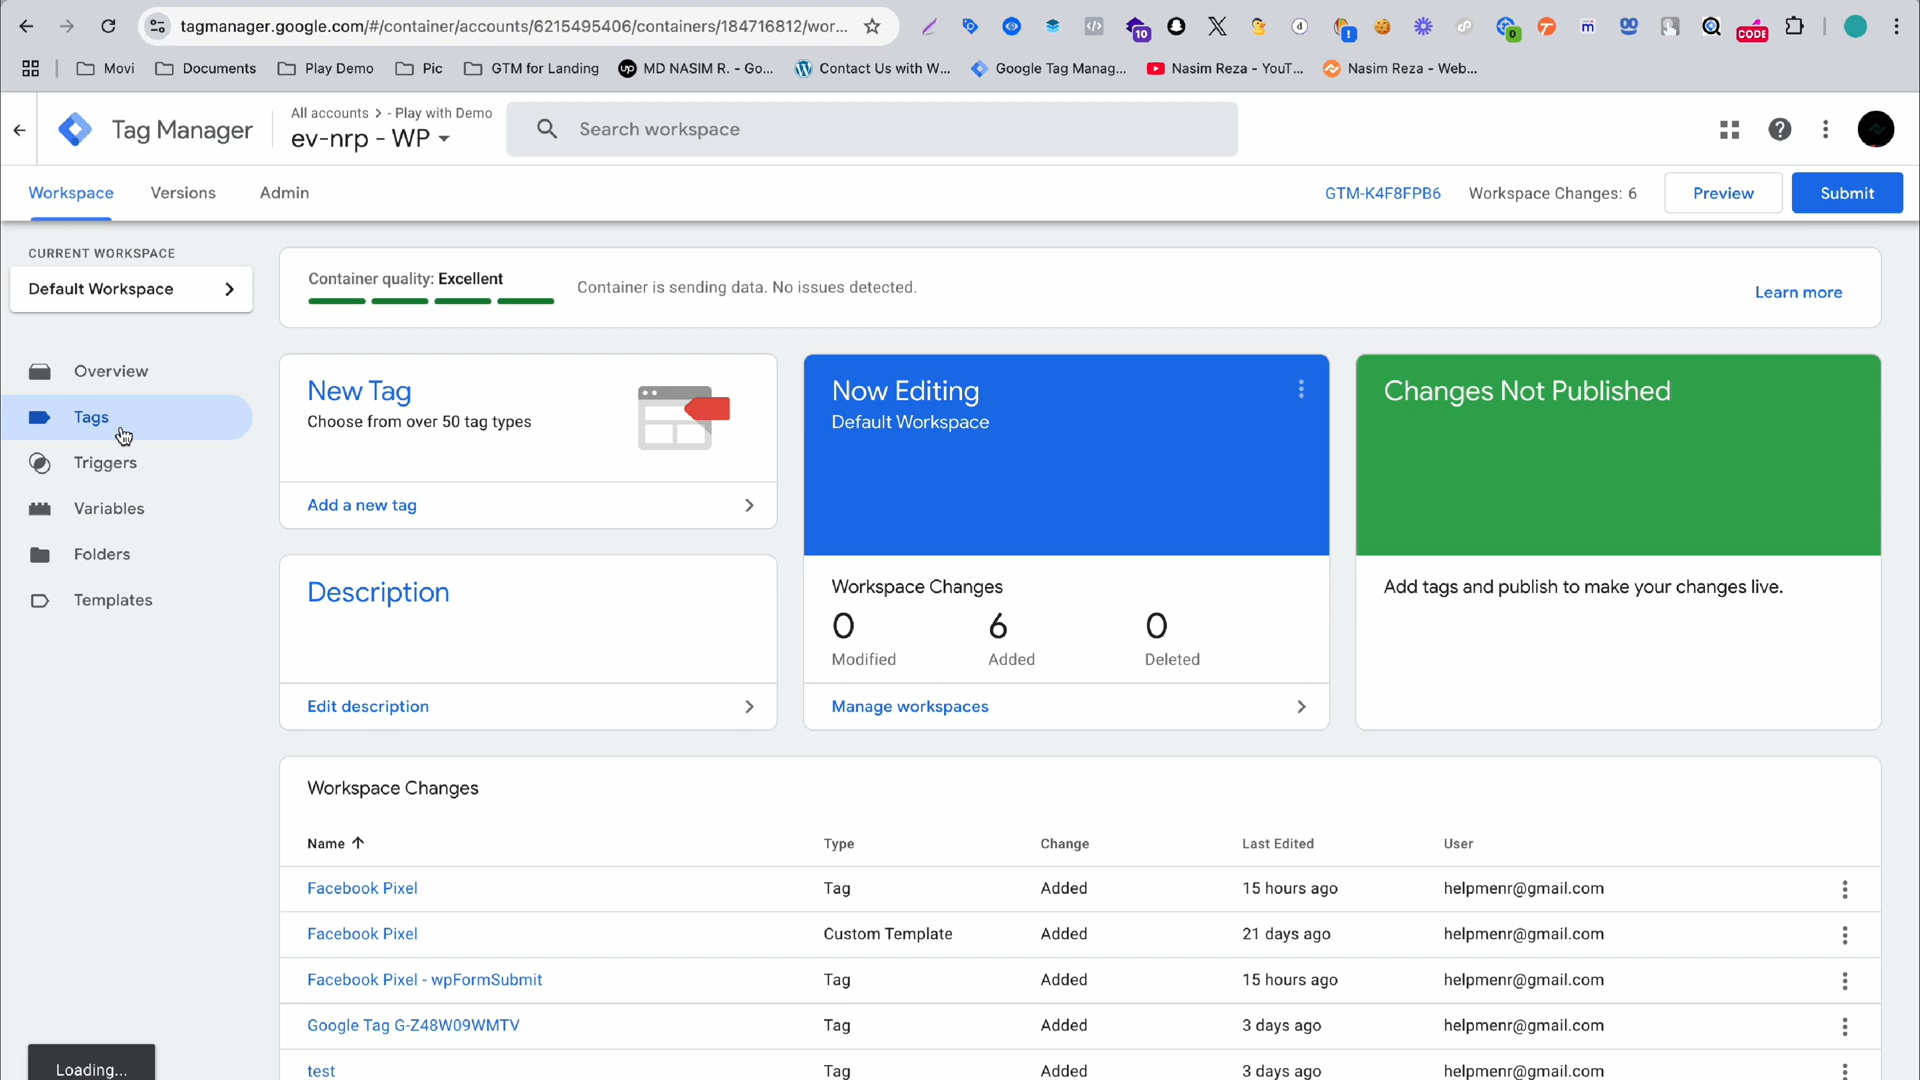 tagmanager.google.com/#/container/accounts/6215495406/containers/184716812/wor...
10
!
d
m
0
CODE
Movi
Documents
Play Demo
Pic
GTM for Landing
up
MD NASIM R. - Go...
Contact Us with W...
Google Tag Manag...
Nasim Reza - YouT...
Nasim Reza - Web...
Tag Manager
All accounts > - Play with Demo
ev-nrp - WP
Search workspace
Workspace
Versions
Admin
GTM-K4F8FPB6
Workspace Changes: 6
Preview
Submit
CURRENT WORKSPACE
Default Workspace
Container quality: Excellent
Container is sending data. No issues detected.
Learn more
Overview
Tags
Triggers
Variables
Folders
Templates
New Tag
Choose from over 50 tag types
Add a new tag
Description
Edit description
Now Editing
Default Workspace
Workspace Changes
0 6 0
Modified Added Deleted
Manage workspaces
Changes Not Published
Add tags and publish to make your changes live.
Workspace Changes
Name Type Change Last Edited User
Facebook Pixel Tag Added 15 hours ago helpmenr@gmail.com
Facebook Pixel Custom Template Added 21 days ago helpmenr@gmail.com
Facebook Pixel - wpFormSubmit Tag Added 15 hours ago helpmenr@gmail.com
Google Tag G-Z48W09WMTV Tag Added 3 days ago helpmenr@gmail.com
test Tag Added 3 days ago helpmenr@gmail.com
Loading...